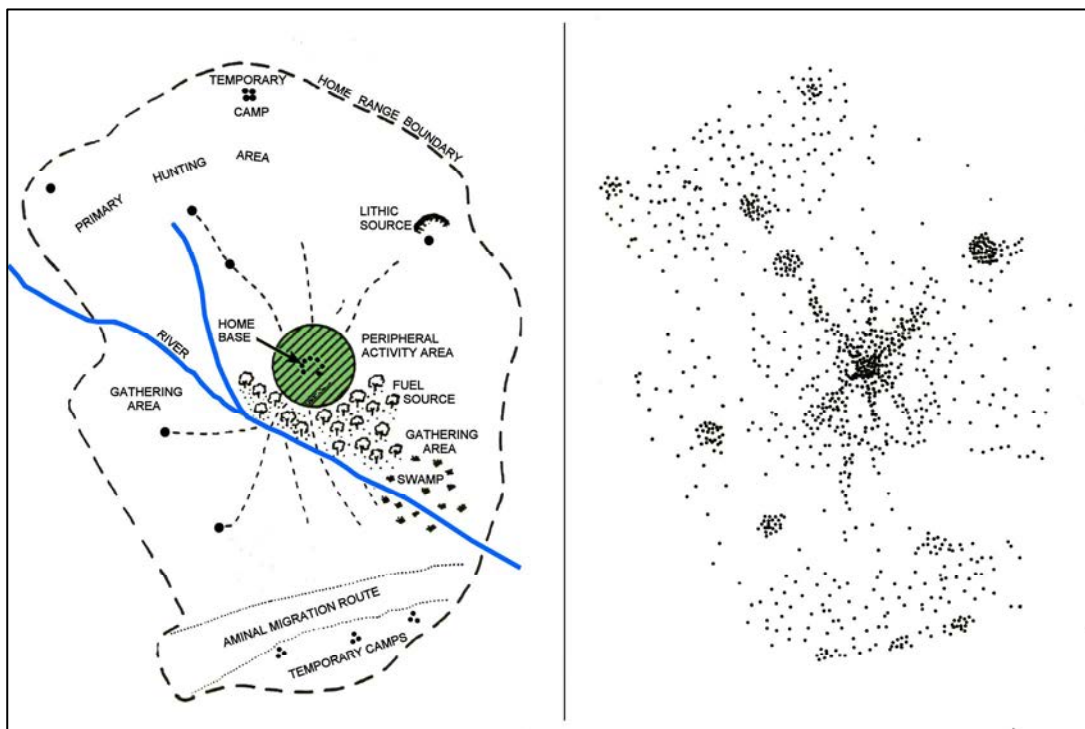 TEMPORARY
CAMP
HOME RANGE BOUNDARY
PRIMARY HUNTING AREA
LITHIC
SOURCE
HOME
BASE
PERIPHERAL
ACTIVITY AREA
RIVER
FUEL
SOURCE
GATHERING
AREA
GATHERING
AREA
SWAMP
AMINAL MIGRATION ROUTE
TEMPORARY CAMPS